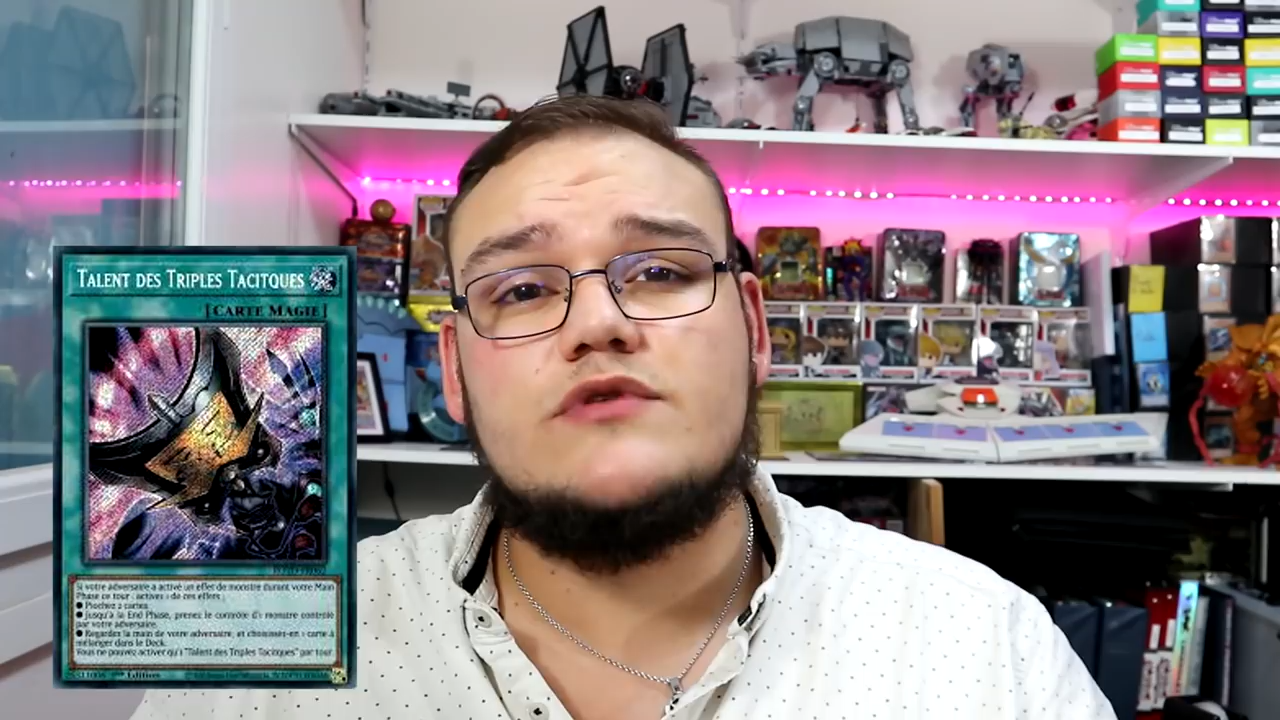 TALENT DES TRIPLES TACITQUES
[CARTE MAGIE]
Si votre adversaire a activé un effet de monstre durant votre Main
Phase ce tour : activez 1 de ces effets ;
● Piochez 2 cartes.
● Jusqu'à la End Phase, prenez le contrôle d'1 monstre contrôlé
par votre adversaire.
● Regardez la main de votre adversaire, et choisissez-en 1 carte à
mélanger dans le Deck.
Vous ne pouvez activer qu'1 "Talent des Triples Tacitques" par tour.
Edition